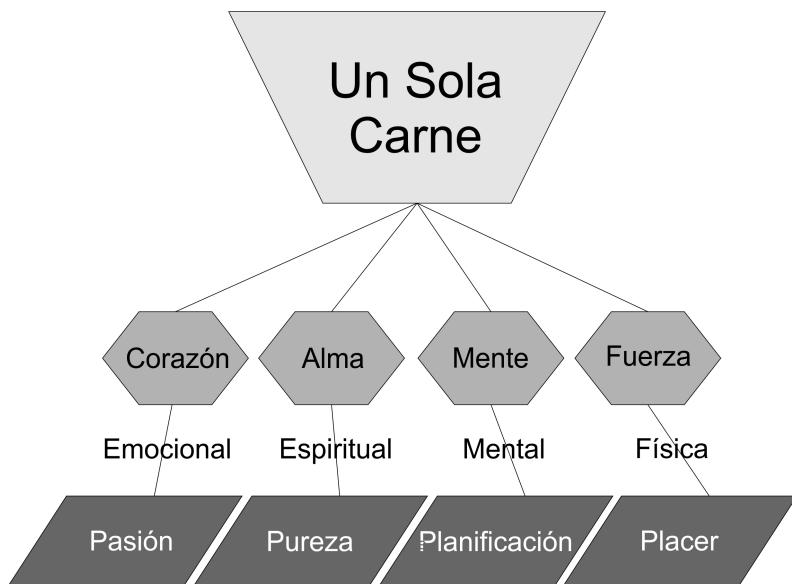 Un Sola
Carne
Corazón Alma Mente Fuerza
Emocional Espiritual Mental Física
Pasión Pureza Planificación Placer